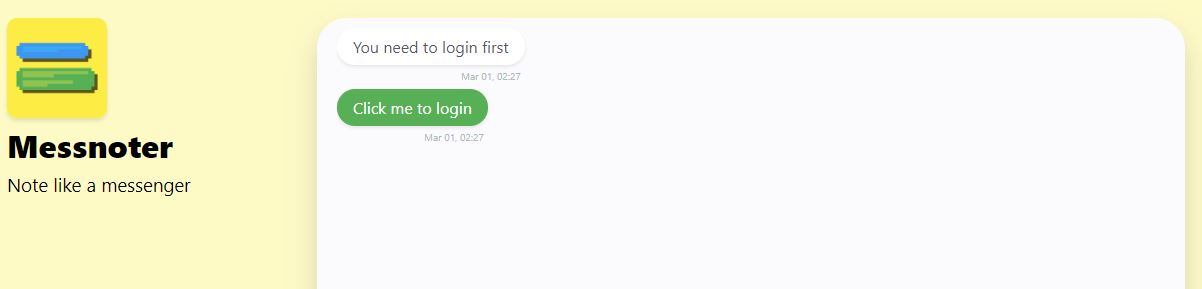 Messnoter
Note like a messenger
You need to login first
Mar 01, 02:27
Click me to login
Mar 01, 02:27